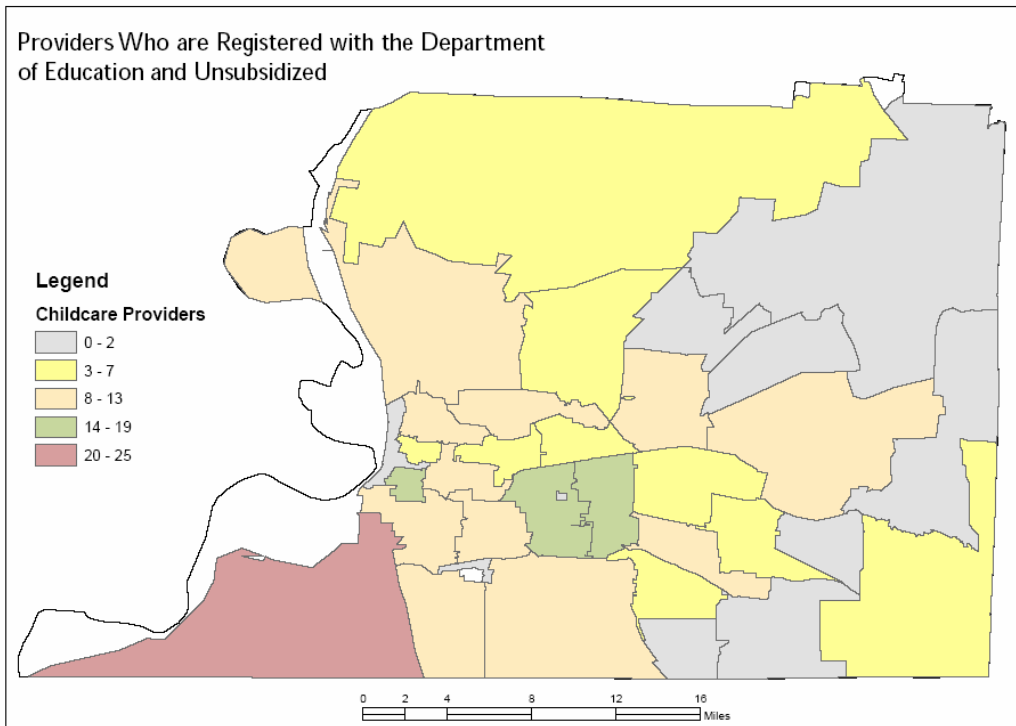 Providers Who are Registered with the Department
of Education and Unsubsidized
Legend
Childcare Providers
0 - 2
3 - 7
8 - 13
14 - 19
20 - 25
0 2 4 8 12 16
Miles